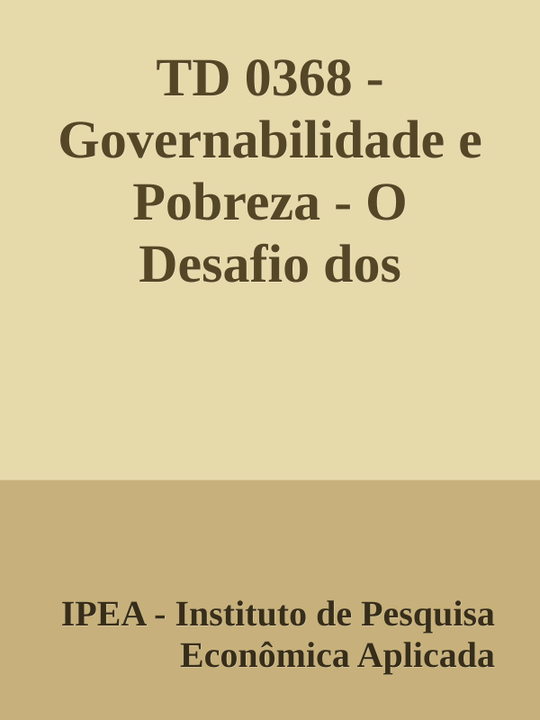 TD 0368 -
Governabilidade e
Pobreza - O
Desafio dos
IPEA - Instituto de Pesquisa
Econômica Aplicada